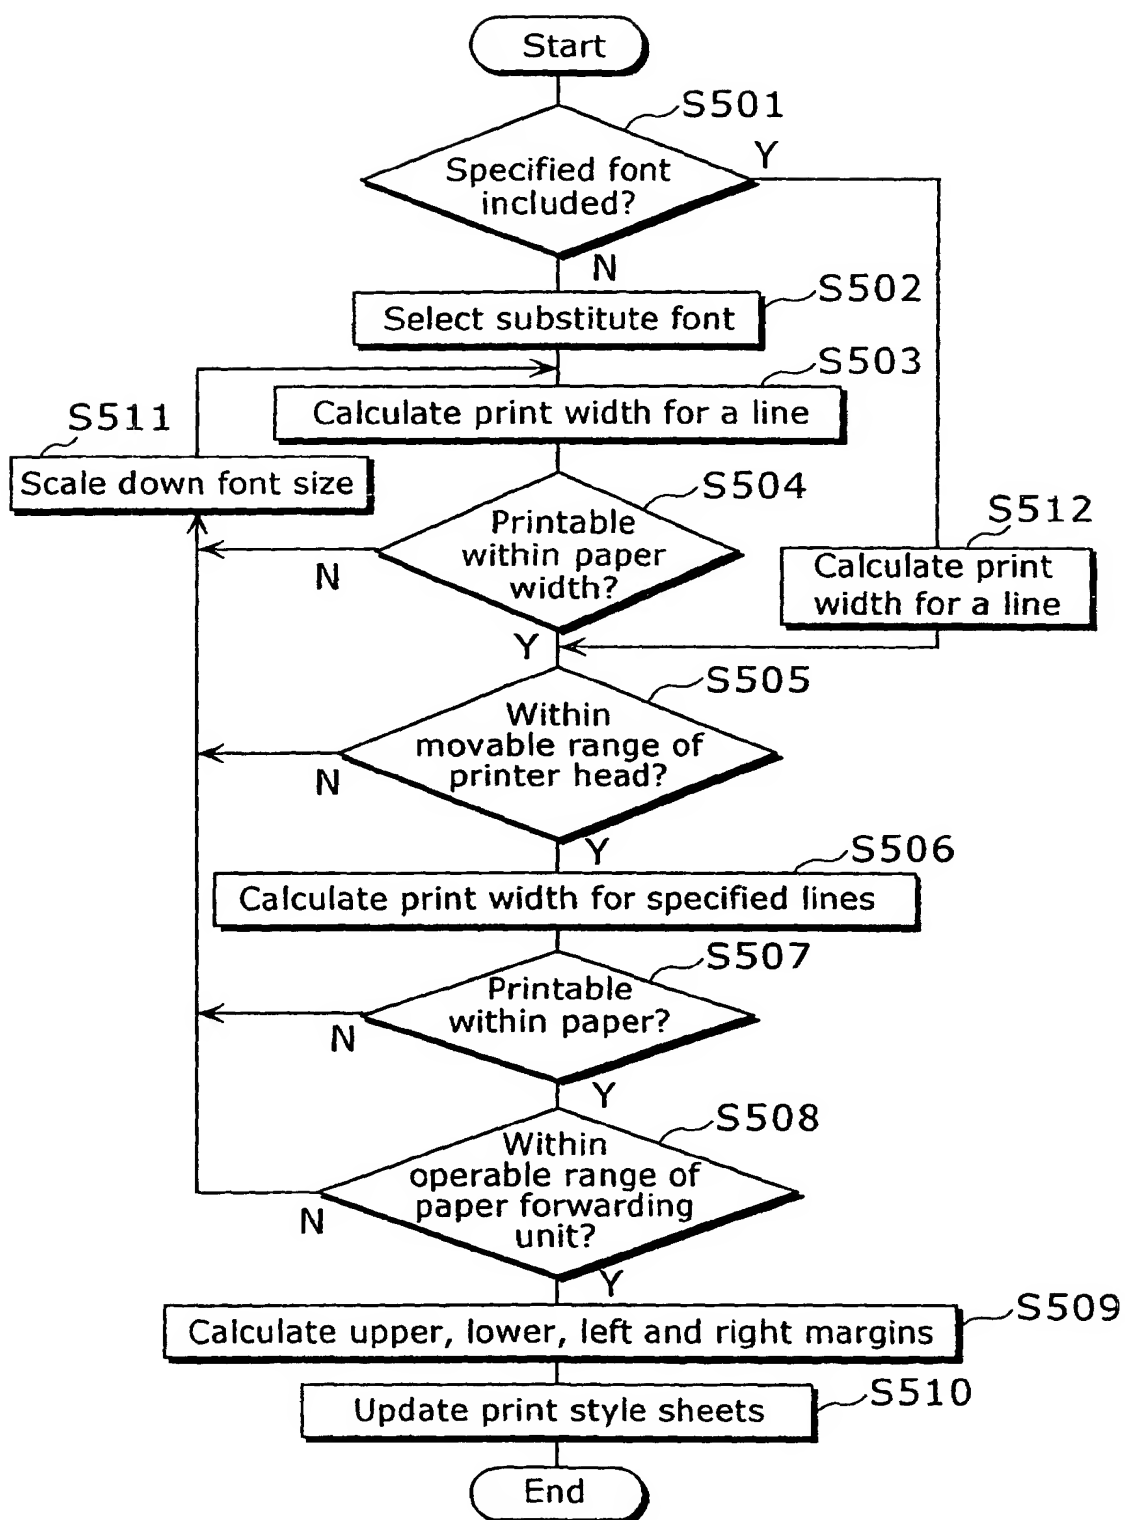 Start
S501
Y
Specified font
included?
N
S502
Select substitute font
S503
Calculate print width for a line
S511
Scale down font size
S504
Printable
within paper
width?
N
S512
Calculate print
width for a line
Y
S505
Within
movable range of
printer head?
N
Y
S506
Calculate print width for specified lines
S507
Printable
within paper?
N
Y
S508
Within
operable range of
paper forwarding
unit?
N
Y
S509
Calculate upper, lower, left and right margins
S510
Update print style sheets
End